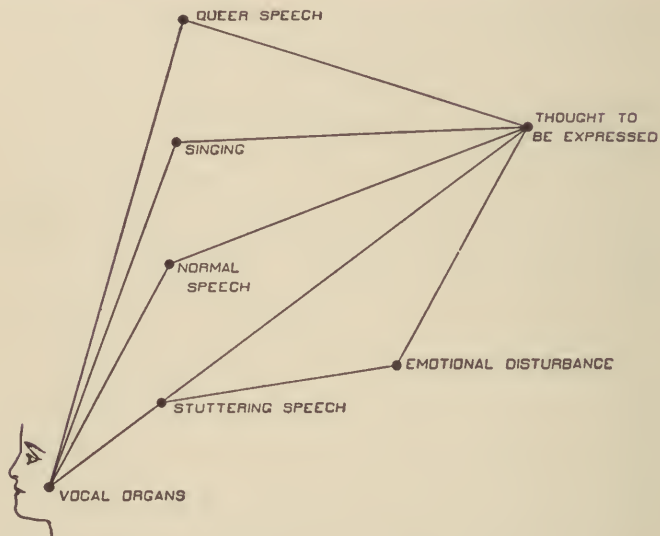 QUEER SPEECH
THOUGHT TO
BE EXPRESSED
SINGING
NORMAL
SPEECH
EMOTIONAL DISTURBANCE
STUTTERING SPEECH
VOCAL ORGANS